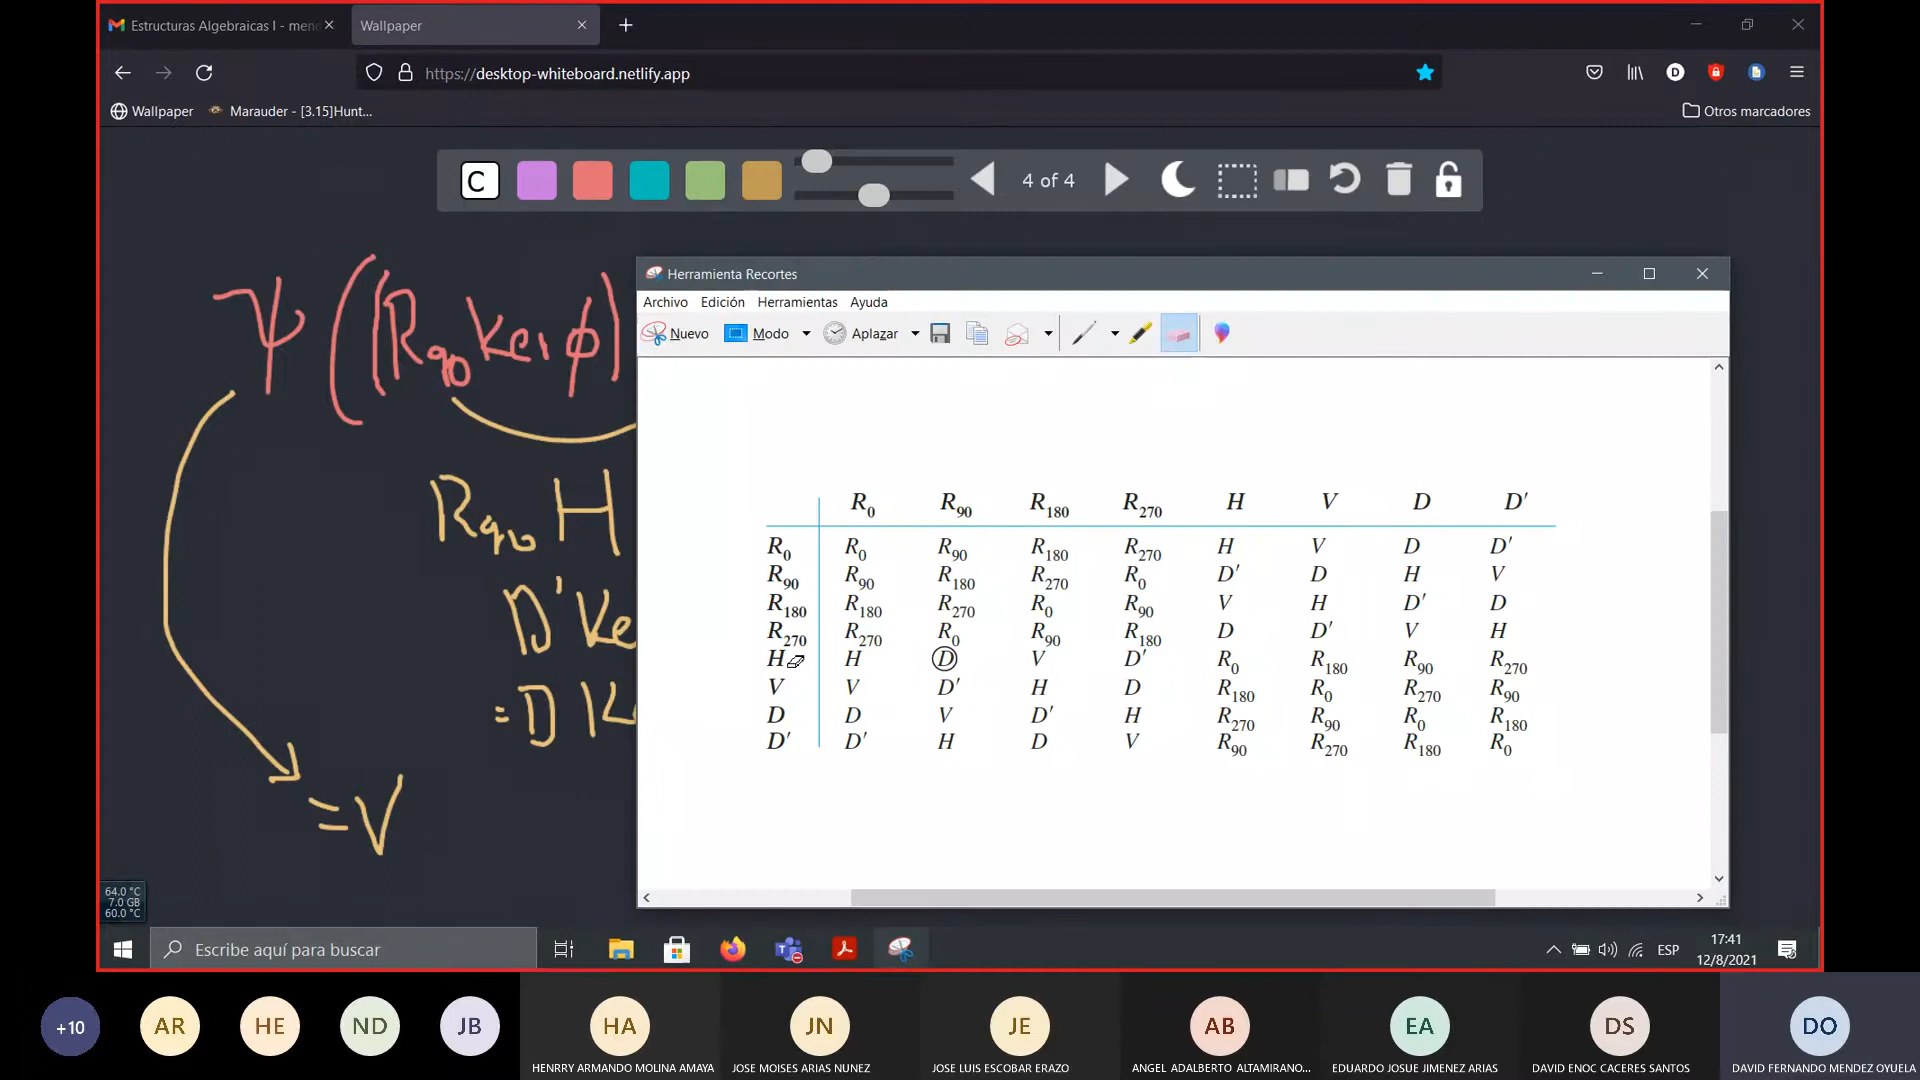 Estructuras Algebraicas I - mend
Wallpaper
https://desktop-whiteboard.netlify.app
Wallpaper
Marauder - [3.15]Hunt...
Otros marcadores
C
4 of 4
ψ((R₉₀ Ker φ)
R₉₀ H
D' Ke
= D K
= V
Herramienta Recortes
Archivo Edición Herramientas Ayuda
Nuevo Modo Aplazar
R₀ R₉₀ R₁₈₀ R₂₇₀ H V D D′
R₀ R₀ R₉₀ R₁₈₀ R₂₇₀ H V D D′
R₉₀ R₉₀ R₁₈₀ R₂₇₀ R₀ D′ D H V
R₁₈₀ R₁₈₀ R₂₇₀ R₀ R₉₀ V H D′ D
R₂₇₀ R₂₇₀ R₀ R₉₀ R₁₈₀ D D′ V H
H H D V D′ R₀ R₁₈₀ R₉₀ R₂₇₀
V V D′ H D R₁₈₀ R₀ R₂₇₀ R₉₀
D D V D′ H R₂₇₀ R₉₀ R₀ R₁₈₀
D′ D′ H D V R₉₀ R₂₇₀ R₁₈₀ R₀
64.0 °C
7.0 GB
60.0 °C
Escribe aquí para buscar
ESP
17:41
12/8/2021
+10
AR
HE
ND
JB
HA
JN
JE
AB
EA
DS
DO
HENRRY ARMANDO MOLINA AMAYA
JOSE MOISES ARIAS NUNEZ
JOSE LUIS ESCOBAR ERAZO
ANGEL ADALBERTO ALTAMIRANO...
EDUARDO JOSUE JIMENEZ ARIAS
DAVID ENOC CACERES SANTOS
DAVID FERNANDO MENDEZ OYUELA